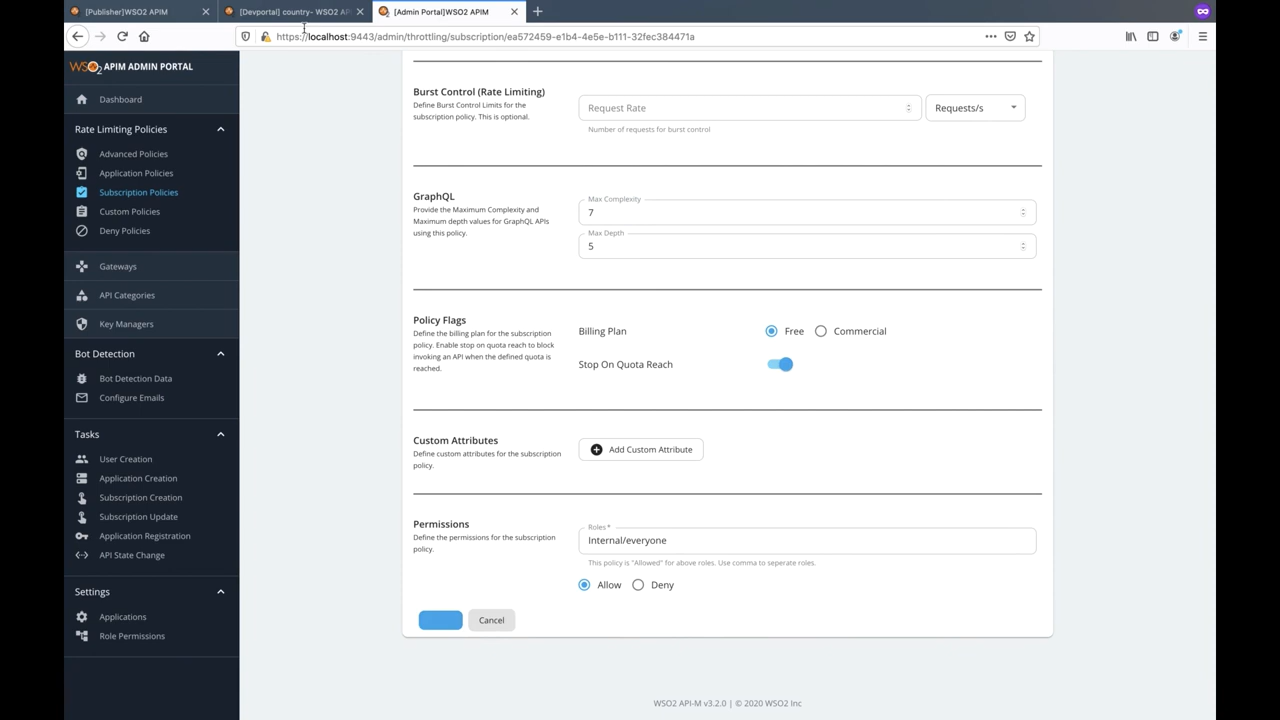 [Publisher]WSO2 APIM
[Devportal] country- WSO2 AP
[Admin Portal]WSO2 APIM
https://localhost:9443/admin/throttling/subscription/ea572459-e1b4-4e5e-b111-32fec384471a
WSO2 APIM ADMIN PORTAL
Dashboard
Rate Limiting Policies
Advanced Policies
Application Policies
Subscription Policies
Custom Policies
Deny Policies
Gateways
API Categories
Key Managers
Bot Detection
Bot Detection Data
Configure Emails
Tasks
User Creation
Application Creation
Subscription Creation
Subscription Update
Application Registration
API State Change
Settings
Applications
Role Permissions
Burst Control (Rate Limiting)
Define Burst Control Limits for the
subscription policy. This is optional.
Request Rate
Requests/s
Number of requests for burst control
GraphQL
Provide the Maximum Complexity and
Maximum depth values for GraphQL APIs
using this policy.
Max Complexity
7
Max Depth
5
Policy Flags
Define the billing plan for the subscription
policy. Enable stop on quota reach to block
invoking an API when the defined quota is
reached.
Billing Plan
Free
Commercial
Stop On Quota Reach
Custom Attributes
Define custom attributes for the subscription
policy.
Add Custom Attribute
Permissions
Define the permissions for the subscription
policy.
Roles *
Internal/everyone
This policy is "Allowed" for above roles. Use comma to seperate roles.
Allow
Deny
Cancel
WSO2 API-M v3.2.0 | © 2020 WSO2 Inc